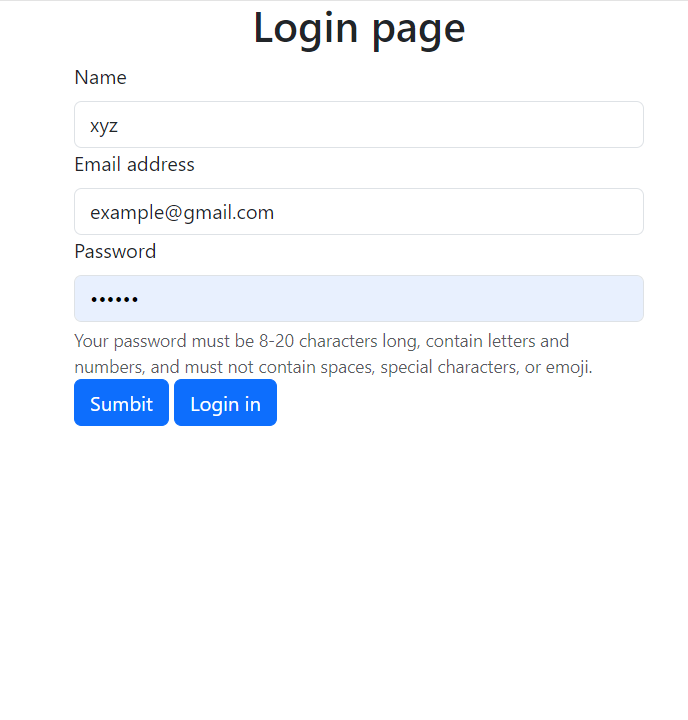 Login page
Name
xyz
Email address
example@gmail.com
Password
••••••
Your password must be 8-20 characters long, contain letters and
numbers, and must not contain spaces, special characters, or emoji.
Sumbit Login in